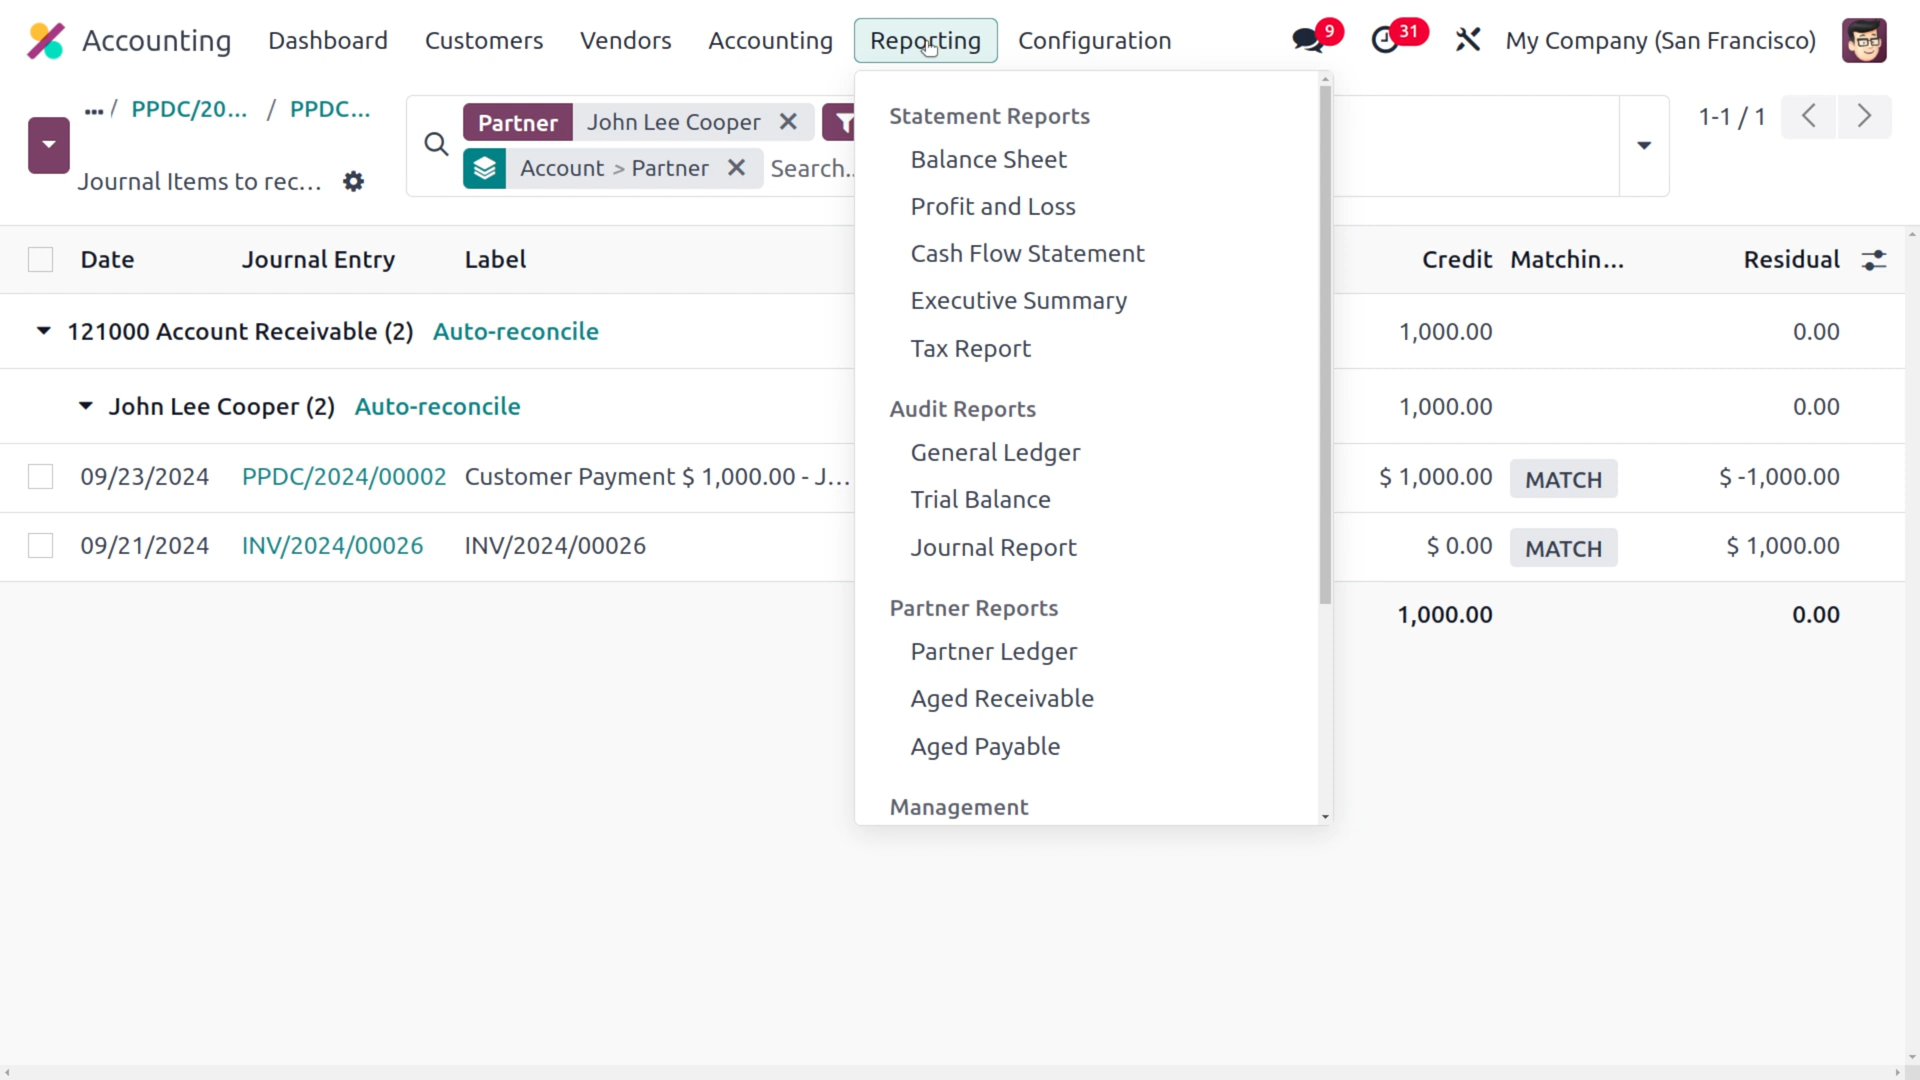 Accounting Dashboard Customers Vendors Accounting Reporting Configuration 9 31 My Company (San Francisco)
... / PPDC/20... / PPDC...
Journal Items to rec...
Partner John Lee Cooper
Account > Partner Search...
1-1 / 1
Statement Reports
Balance Sheet
Profit and Loss
Cash Flow Statement
Executive Summary
Tax Report
Audit Reports
General Ledger
Trial Balance
Journal Report
Partner Reports
Partner Ledger
Aged Receivable
Aged Payable
Management
Date Journal Entry Label Credit Matchin... Residual
121000 Account Receivable (2) Auto-reconcile 1,000.00 0.00
John Lee Cooper (2) Auto-reconcile 1,000.00 0.00
09/23/2024 PPDC/2024/00002 Customer Payment $ 1,000.00 - J... $ 1,000.00 MATCH $ -1,000.00
09/21/2024 INV/2024/00026 INV/2024/00026 $ 0.00 MATCH $ 1,000.00
1,000.00 0.00